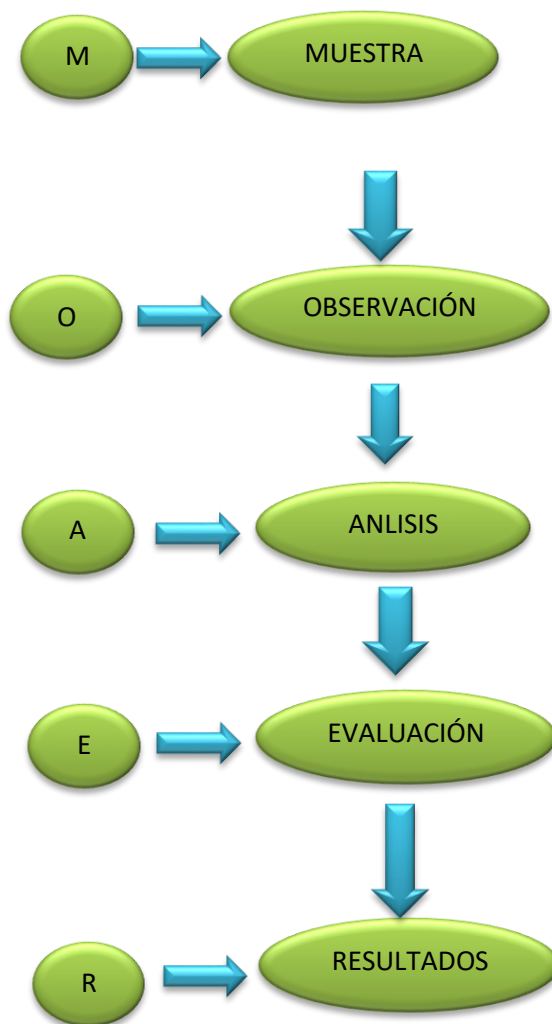 M
MUESTRA
O
OBSERVACIÓN
A
ANLISIS
E
EVALUACIÓN
R
RESULTADOS